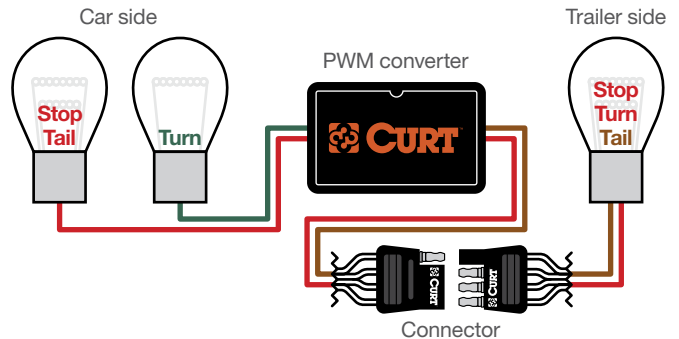 Car side
Trailer side
PWM converter
Stop
Tail
Turn
CURT
Stop
Turn
Tail
CURT
CURT
Connector